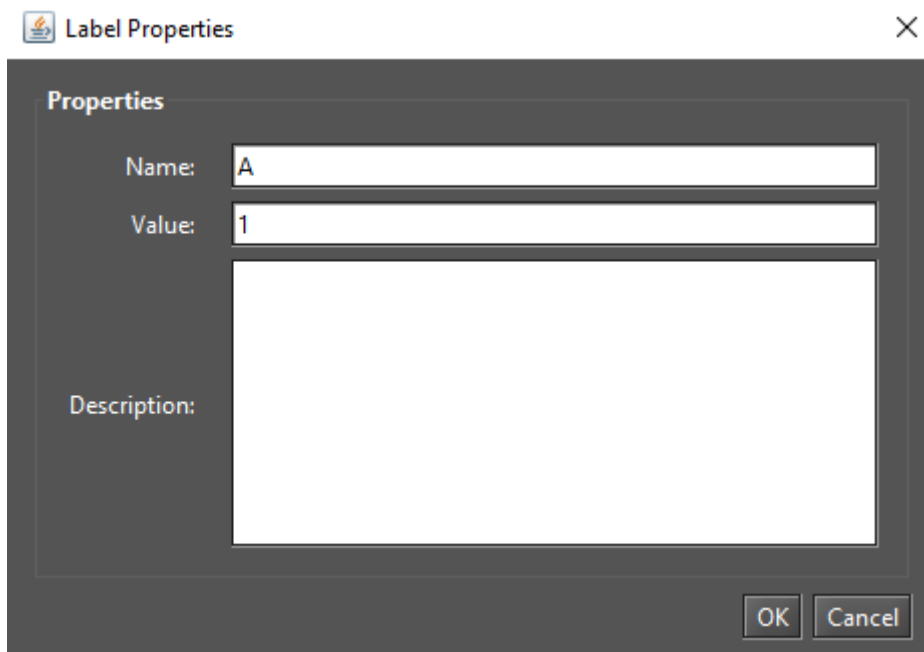 Label Properties
Properties
Name: A
Value: 1
Description:
OK Cancel